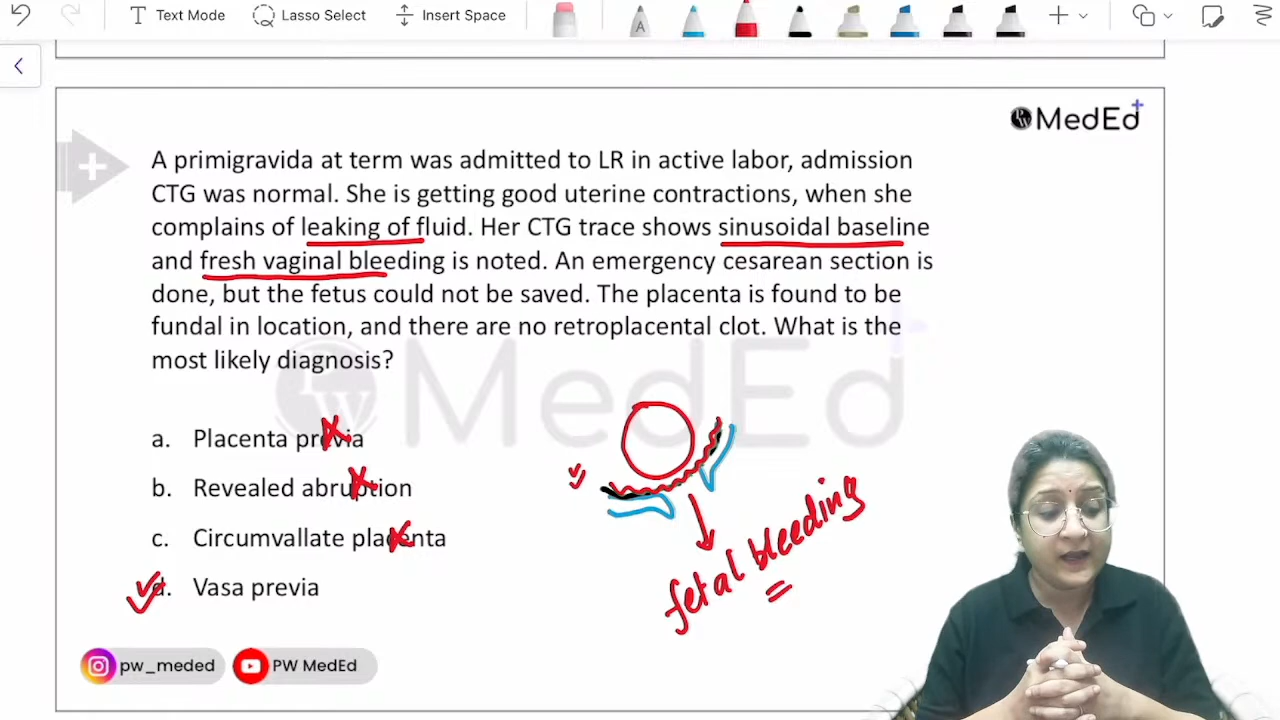 Text Mode
Lasso Select
Insert Space
A
MedEd
A primigravida at term was admitted to LR in active labor, admission
CTG was normal. She is getting good uterine contractions, when she
complains of leaking of fluid. Her CTG trace shows sinusoidal baseline
and fresh vaginal bleeding is noted. An emergency cesarean section is
done, but the fetus could not be saved. The placenta is found to be
fundal in location, and there are no retroplacental clot. What is the
most likely diagnosis?
MedEd
a. Placenta previa
b. Revealed abruption
c. Circumvallate placenta
d. Vasa previa
fetal bleeding
pw_meded
PW MedEd